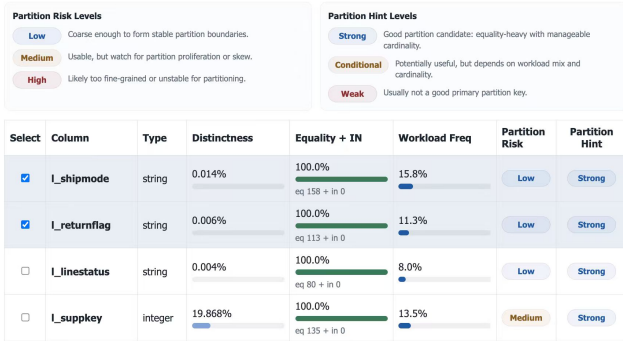 Partition Risk Levels
Low Coarse enough to form stable partition boundaries.
Medium Usable, but watch for partition proliferation or skew.
High Likely too fine-grained or unstable for partitioning.
Partition Hint Levels
Strong Good partition candidate: equality-heavy with manageable
cardinality.
Conditional Potentially useful, but depends on workload mix and
cardinality.
Weak Usually not a good primary partition key.
Select Column Type Distinctness Equality + IN Workload Freq Partition Risk Partition Hint
l_shipmode string 0.014% 100.0% 15.8% Low Strong
eq 158 + in 0
l_returnflag string 0.006% 100.0% 11.3% Low Strong
eq 113 + in 0
l_linestatus string 0.004% 100.0% 8.0% Low Strong
eq 80 + in 0
l_suppkey integer 19.868% 100.0% 13.5% Medium Strong
eq 135 + in 0